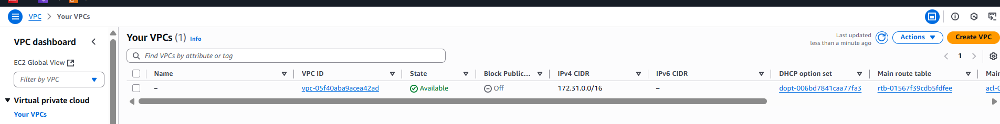 VPC > Your VPCs
VPC dashboard
EC2 Global View
Filter by VPC
Virtual private cloud
Your VPCs
Your VPCs (1) Info
Last updated
less than a minute ago
Actions
Create VPC
Find VPCs by attribute or tag
1
Name VPC ID State Block Public... IPv4 CIDR IPv6 CIDR DHCP option set Main route table Main
– vpc-05f40aba9acea42ad Available Off 172.31.0.0/16 – dopt-006bd7841caa77fa3 rtb-01567f39cdb5fdfee acl-0